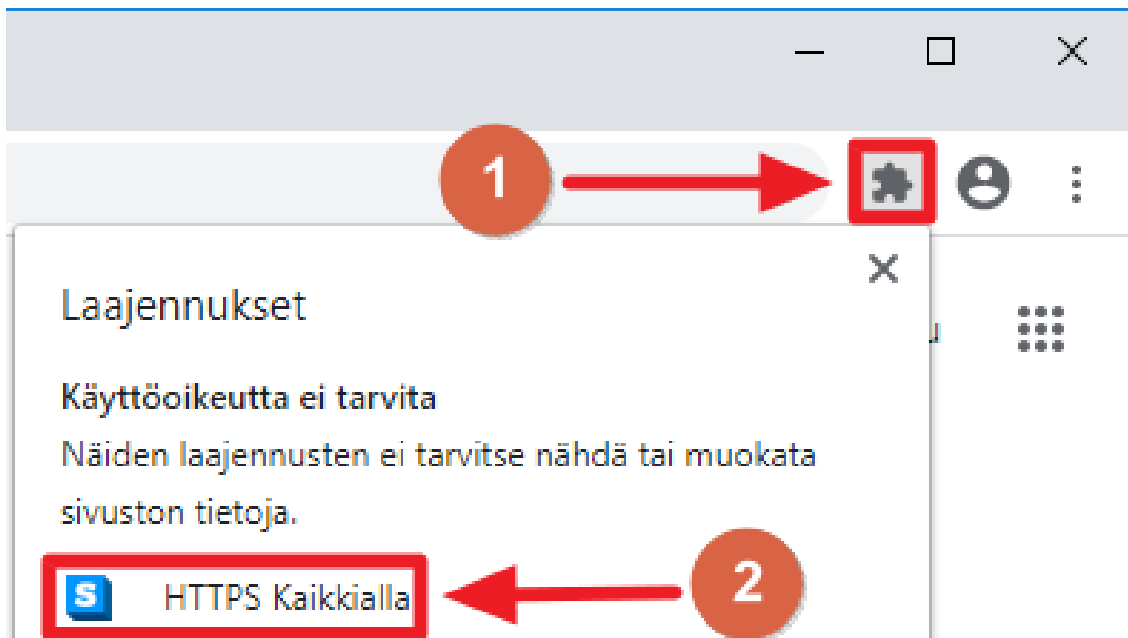 1
Laajennukset
u
Käyttöoikeutta ei tarvita
Näiden laajennusten ei tarvitse nähdä tai muokata
sivuston tietoja.
S HTTPS Kaikkialla
2